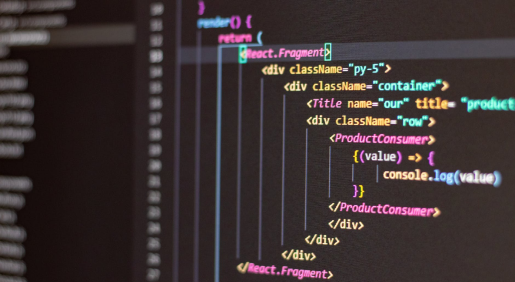 }
render() {
return (
<React.Fragment>
<div className="py-5">
<div className="container">
<Title name="our" title= "product
<div className="row">
<ProductConsumer>
{(value) => {
console.log(value)
}}
</ProductConsumer>
</div>
</div>
</div>
</React.Fragment>